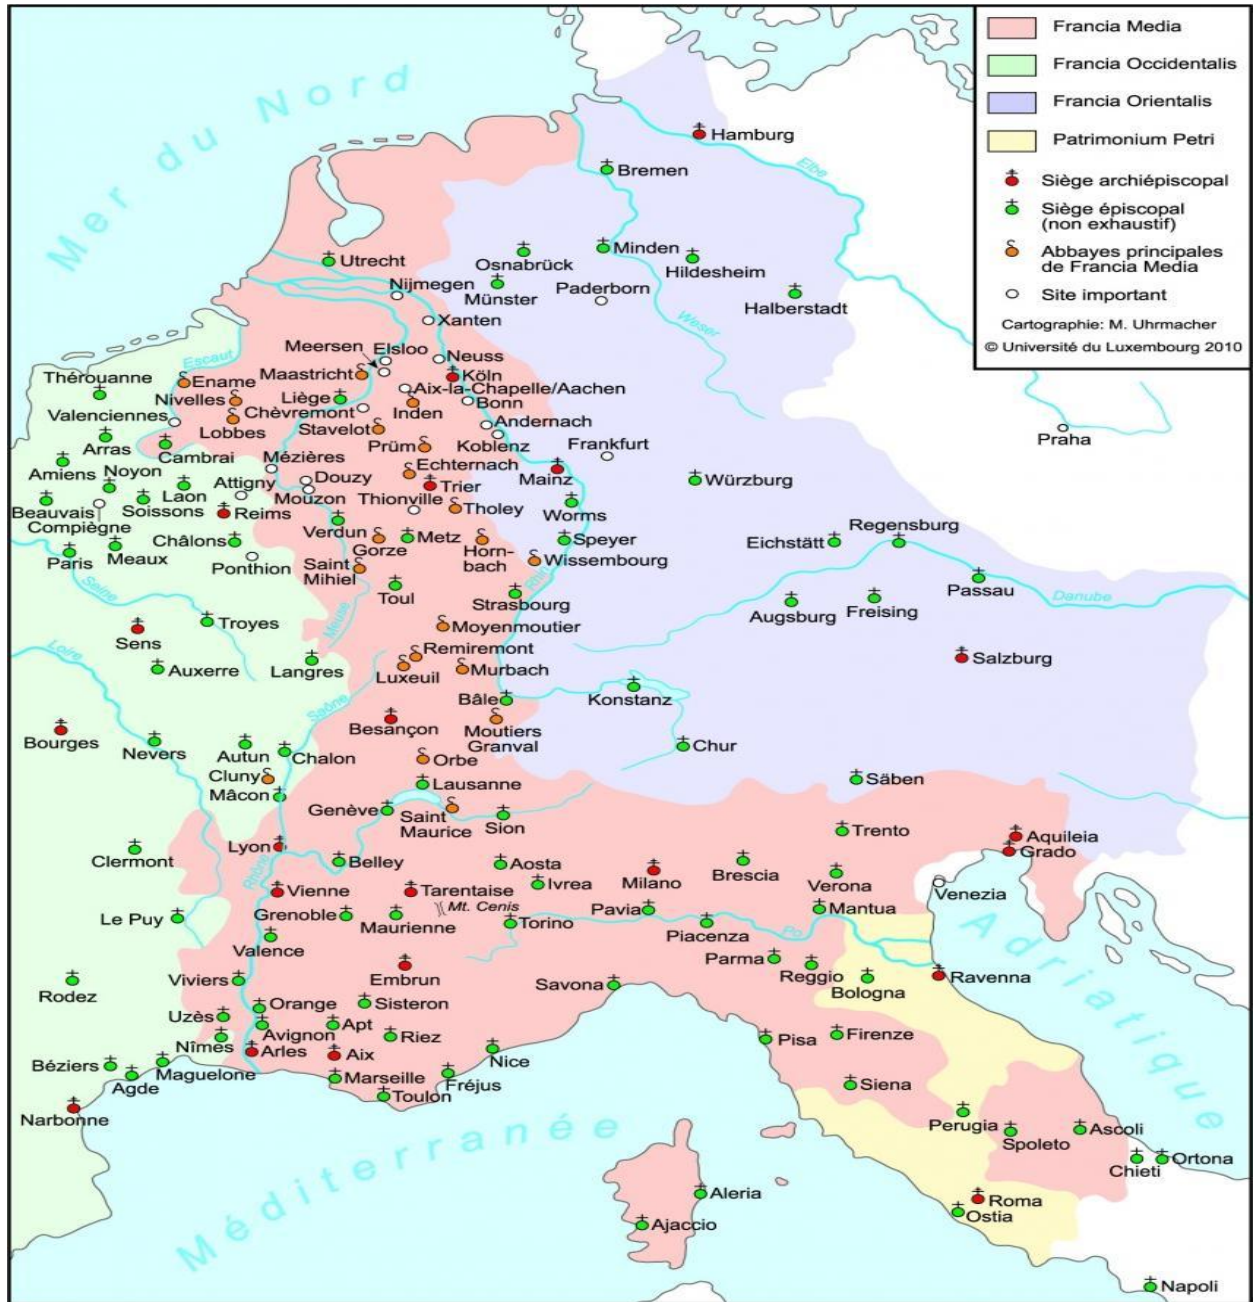 Francia Media
Francia Occidentalis
Francia Orientalis
Patrimonium Petri
Siège archiépiscopal
Siège épiscopal
(non exhaustif)
Abbayes principales
de Francia Media
Site important
Cartographie: M. Uhrmacher
© Université du Luxembourg 2010
Mer du Nord
Hamburg
Elbe
Bremen
Minden
Utrecht
Osnabrück
Hildesheim
Nijmegen
Münster
Paderborn
Halberstadt
Xanten
Weser
Meersen
Elsloo
Neuss
Escaut
Thérouanne
Ename
Maastricht
Köln
Nivelles
Liège
Aix-la-Chapelle/Aachen
Valenciennes
Chèvremont
Inden
Bonn
Lobbes
Stavelot
Andernach
Praha
Arras
Cambrai
Prüm
Koblenz
Frankfurt
Amiens
Noyon
Mézières
Echternach
Attigny
Douzy
Trier
Mainz
Würzburg
Laon
Mouzon
Thionville
Beauvais
Soissons
Reims
Tholey
Worms
Compiègne
Verdun
Metz
Regensburg
Châlons
Gorze
Horn-
bach
Speyer
Eichstätt
Paris
Meaux
Ponthion
Saint
Mihiel
Wissembourg
Rhin
Passau
Seine
Toul
Strasbourg
Augsburg
Freising
Danube
Troyes
Meuse
Moyenmoutier
Sens
Loire
Remiremont
Salzburg
Auxerre
Langres
Luxeuil
Murbach
Saône
Bâle
Konstanz
Besançon
Moutiers
Granval
Bourges
Nevers
Autun
Chalon
Chur
Orbe
Cluny
Lausanne
Säben
Mâcon
Genève
Saint
Maurice
Sion
Trento
Aquileia
Clermont
Lyon
Grado
Belley
Aosta
Brescia
Rhône
Vienne
Tarentaise
Ivrea
Milano
Verona
Venezia
Mt. Cenis
Le Puy
Grenoble
Maurienne
Torino
Pavia
Mantua
Piacenza
Po
Valence
Adriatique
Parma
Reggio
Embrun
Ravenna
Rodez
Viviers
Savona
Bologna
Orange
Sisteron
Uzès
Avignon
Apt
Riez
Firenze
Nîmes
Pisa
Arles
Aix
Nice
Béziers
Maguelone
Agde
Marseille
Fréjus
Siena
Toulon
Narbonne
Perugia
Spoleto
Ascoli
Méditerranée
Chieti
Ortona
Aleria
Roma
Ajaccio
Ostia
Napoli